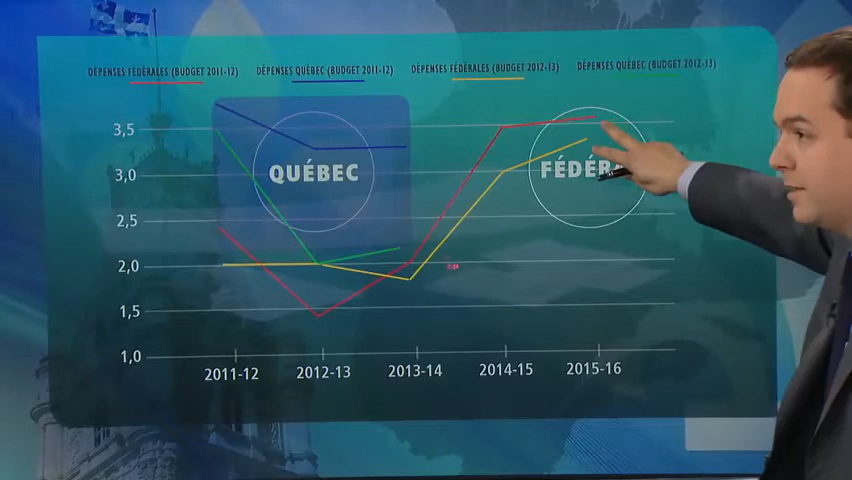 DÉPENSES FÉDÉRALES (BUDGET 2011-12) DÉPENSES QUÉBEC (BUDGET 2011-12) DÉPENSES FÉDÉRALES (BUDGET 2012-13) DÉPENSES QUÉBEC (BUDGET 2012-13)
3,5
3,0
QUÉBEC
2,5
2,0
1,5
1,0
2011-12 2012-13 2013-14 2014-15 2015-16